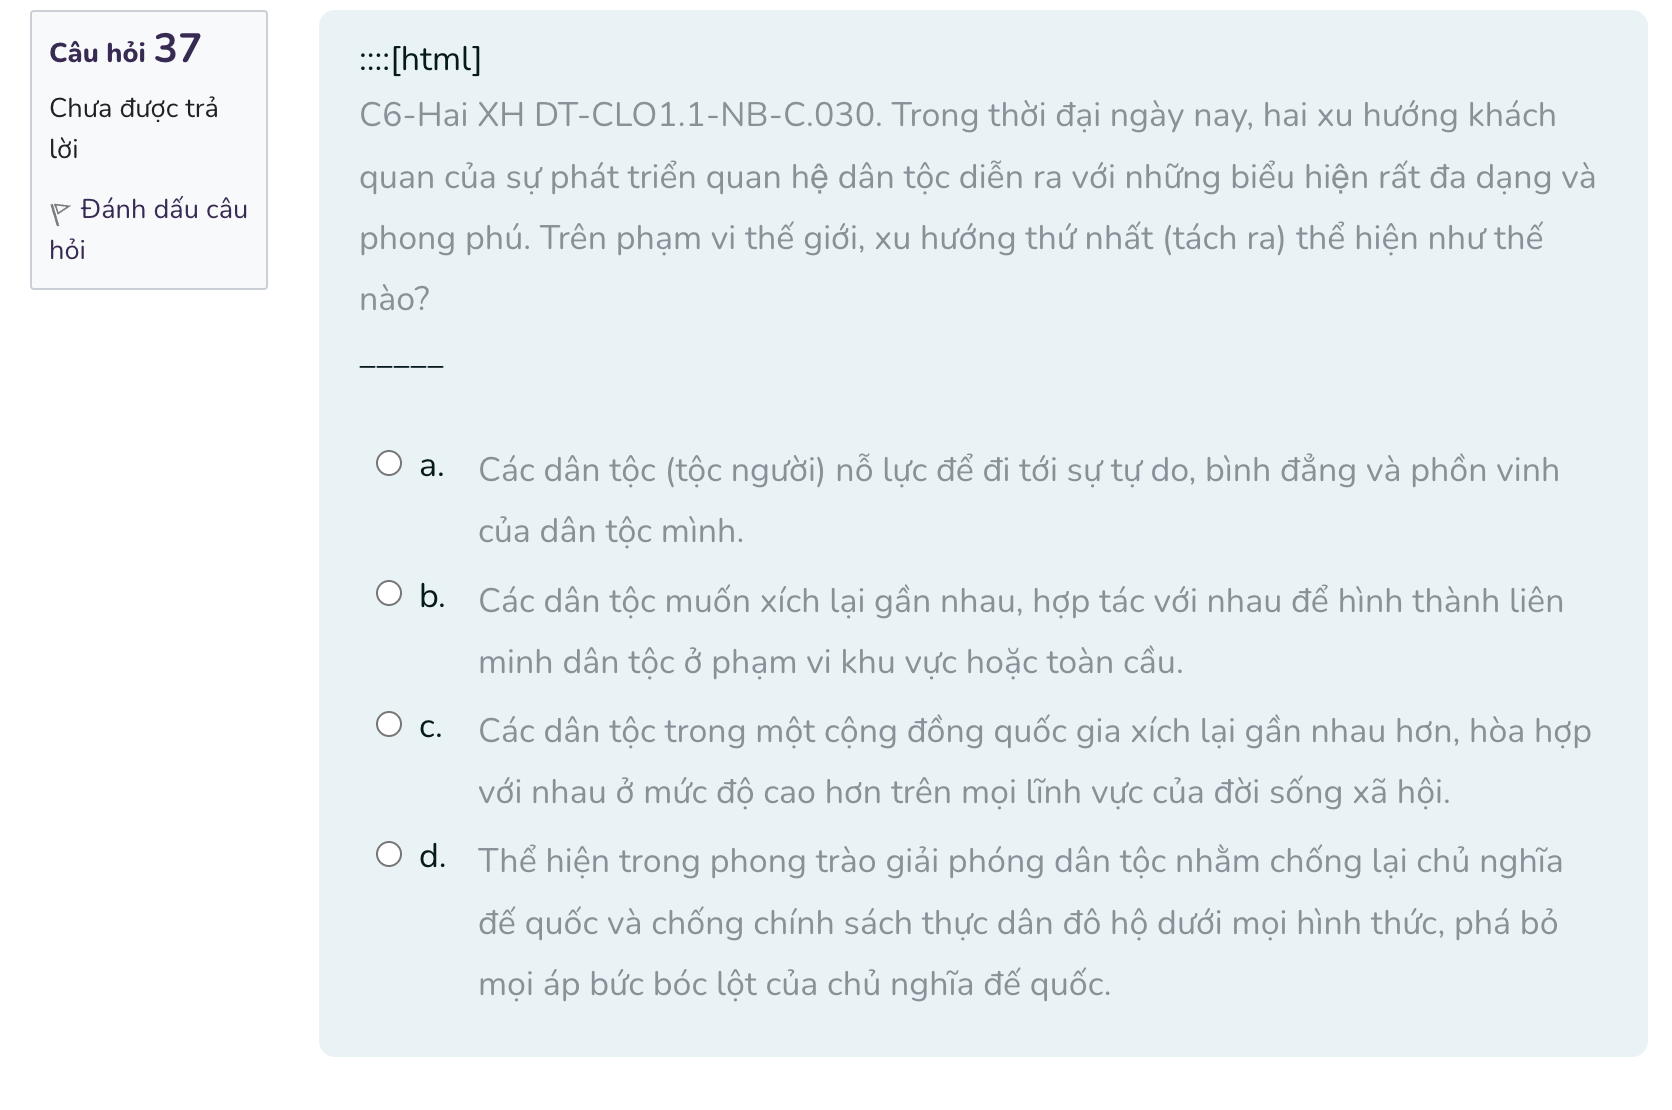 Câu hỏi 37
Chưa được trả
lời
Đánh dấu câu
hỏi
::::[html]
C6-Hai XH DT-CLO1.1-NB-C.030. Trong thời đại ngày nay, hai xu hướng khách
quan của sự phát triển quan hệ dân tộc diễn ra với những biểu hiện rất đa dạng và
phong phú. Trên phạm vi thế giới, xu hướng thứ nhất (tách ra) thể hiện như thế
nào?
_____
a. Các dân tộc (tộc người) nỗ lực để đi tới sự tự do, bình đẳng và phồn vinh
của dân tộc mình.
b. Các dân tộc muốn xích lại gần nhau, hợp tác với nhau để hình thành liên
minh dân tộc ở phạm vi khu vực hoặc toàn cầu.
c. Các dân tộc trong một cộng đồng quốc gia xích lại gần nhau hơn, hòa hợp
với nhau ở mức độ cao hơn trên mọi lĩnh vực của đời sống xã hội.
d. Thể hiện trong phong trào giải phóng dân tộc nhằm chống lại chủ nghĩa
đế quốc và chống chính sách thực dân đô hộ dưới mọi hình thức, phá bỏ
mọi áp bức bóc lột của chủ nghĩa đế quốc.